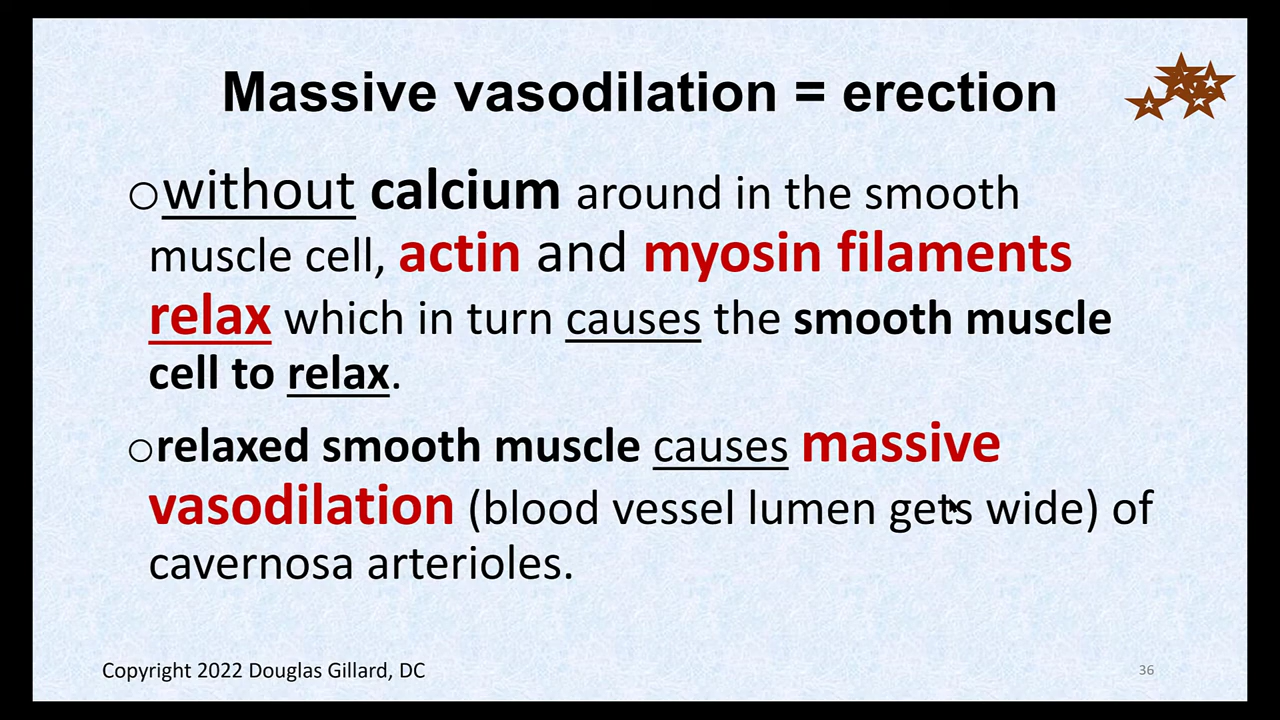 Massive vasodilation = erection
○without calcium around in the smooth
muscle cell, actin and myosin filaments
relax which in turn causes the smooth muscle
cell to relax.
○relaxed smooth muscle causes massive
vasodilation (blood vessel lumen gets wide) of
cavernosa arterioles.
Copyright 2022 Douglas Gillard, DC
36